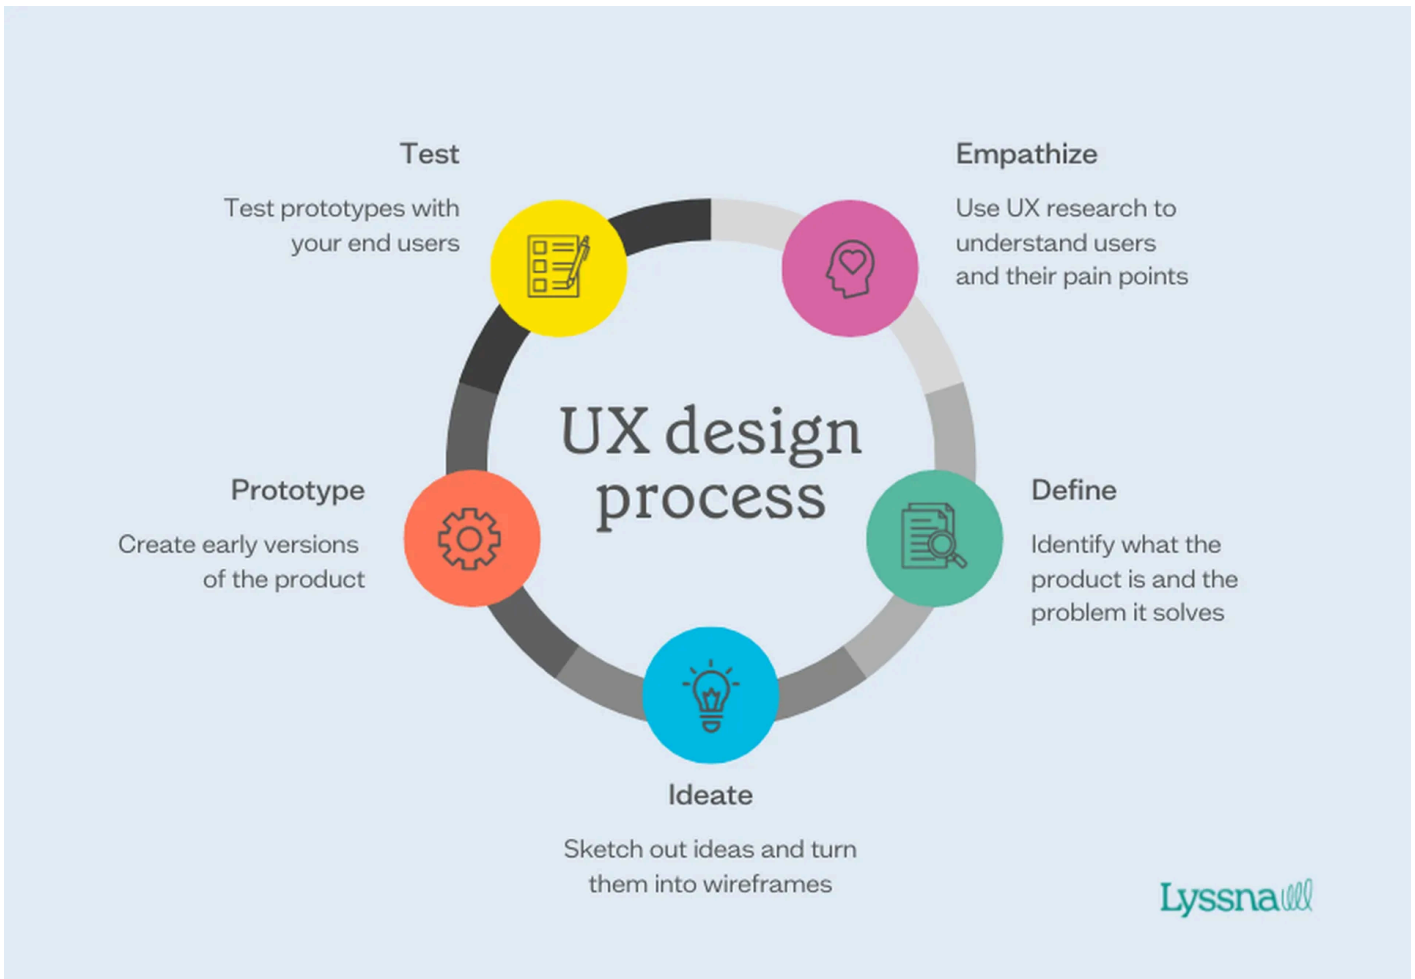 Test
Test prototypes with
your end users
Empathize
Use UX research to
understand users
and their pain points
UX design
process
Prototype
Create early versions
of the product
Define
Identify what the
product is and the
problem it solves
Ideate
Sketch out ideas and turn
them into wireframes
Lyssna